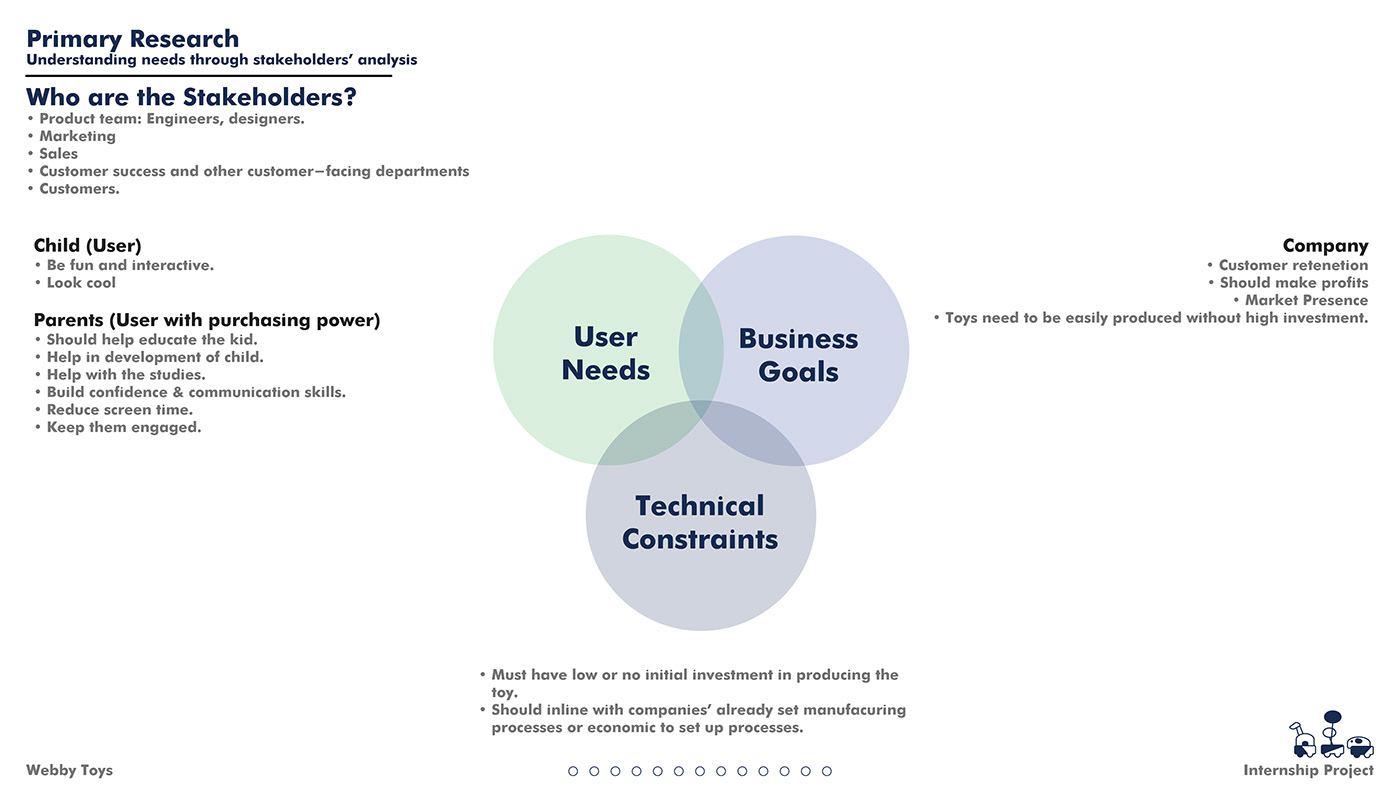 Primary Research
Understanding needs through stakeholders’ analysis
Who are the Stakeholders?
• Product team: Engineers, designers.
• Marketing
• Sales
• Customer success and other customer–facing departments
• Customers.
Child (User)
• Be fun and interactive.
• Look cool
Parents (User with purchasing power)
• Should help educate the kid.
• Help in development of child.
• Help with the studies.
• Build confidence & communication skills.
• Reduce screen time.
• Keep them engaged.
User
Needs
Business
Goals
Technical
Constraints
Company
• Customer retenetion
• Should make profits
• Market Presence
• Toys need to be easily produced without high investment.
• Must have low or no initial investment in producing the
toy.
• Should inline with companies’ already set manufacuring
processes or economic to set up processes.
Webby Toys
Internship Project